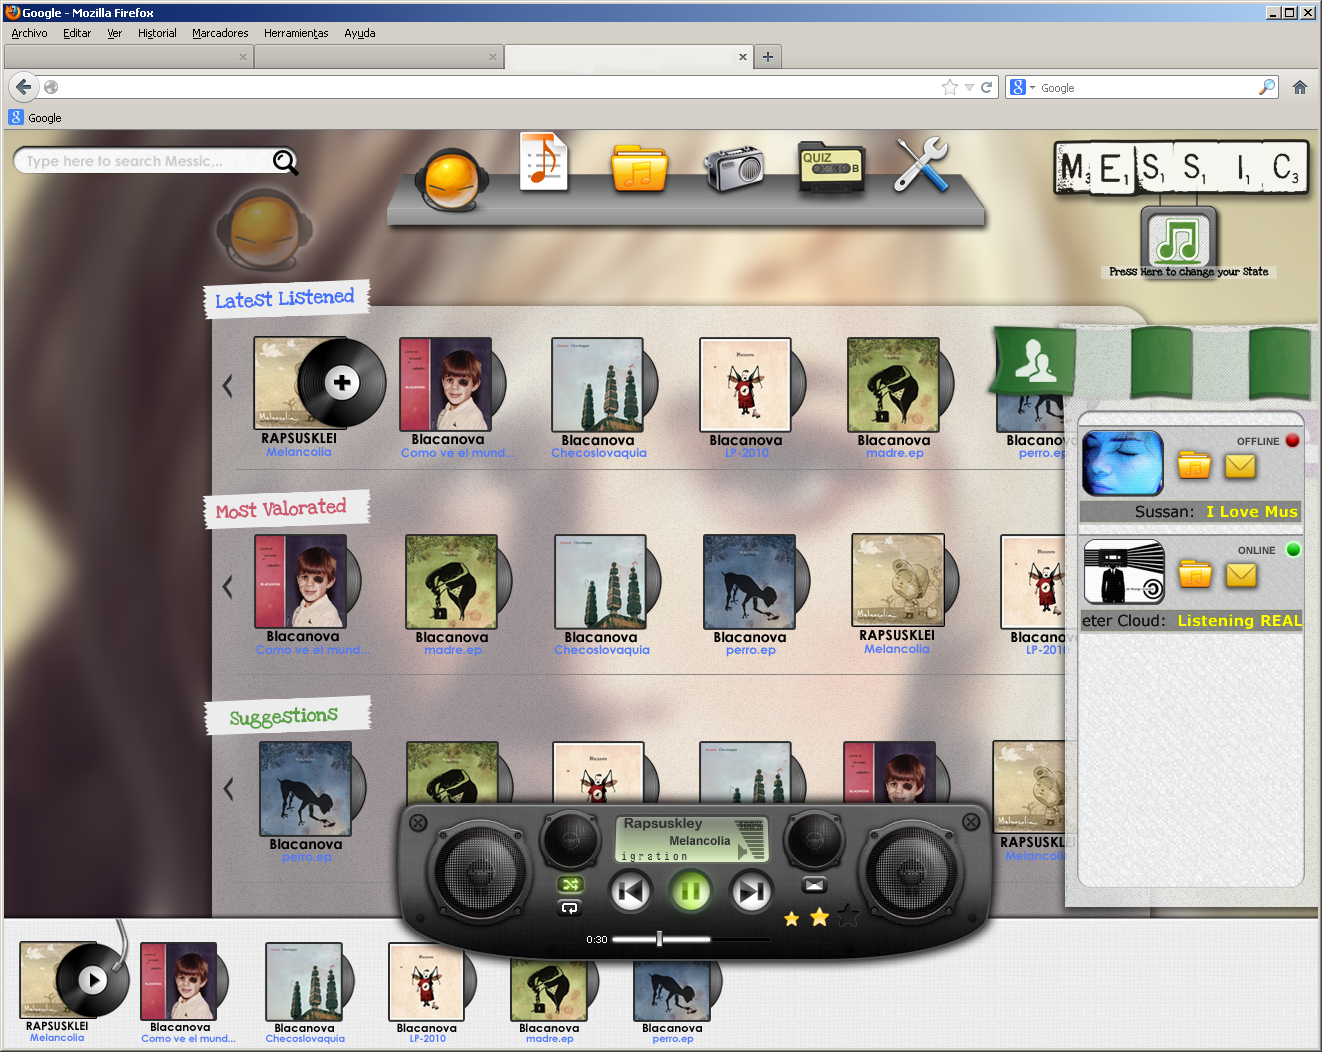 Google - Mozilla Firefox
Archivo Editar Ver Historial Marcadores Herramientas Ayuda
Google
Google
Type here to search Messic,..
QUIZ
B
MESSIC
Press Here to change your State
Latest Listened
RAPSUSKLEI
Melancolia
Blacanova
Como ve el mund...
Blacanova
Checoslovaquia
Blacanova
LP-2010
Blacanova
madre.ep
Blacanova
perro.ep
OFFLINE
Sussan: I Love Mus
ONLINE
eter Cloud: Listening REAL
Most Valorated
Blacanova
Como ve el mund...
Blacanova
madre.ep
Blacanova
Checoslovaquia
Blacanova
perro.ep
RAPSUSKLEI
Melancolia
Blacanova
LP-2010
Suggestions
Blacanova
perro.ep
RAPSUSKLEI
Melancolia
Rapsuskley
100%
Melancolia
igration
0:30
RAPSUSKLEI
Melancolia
Blacanova
Como ve el mund...
Blacanova
Checoslovaquia
Blacanova
LP-2010
Blacanova
madre.ep
Blacanova
perro.ep